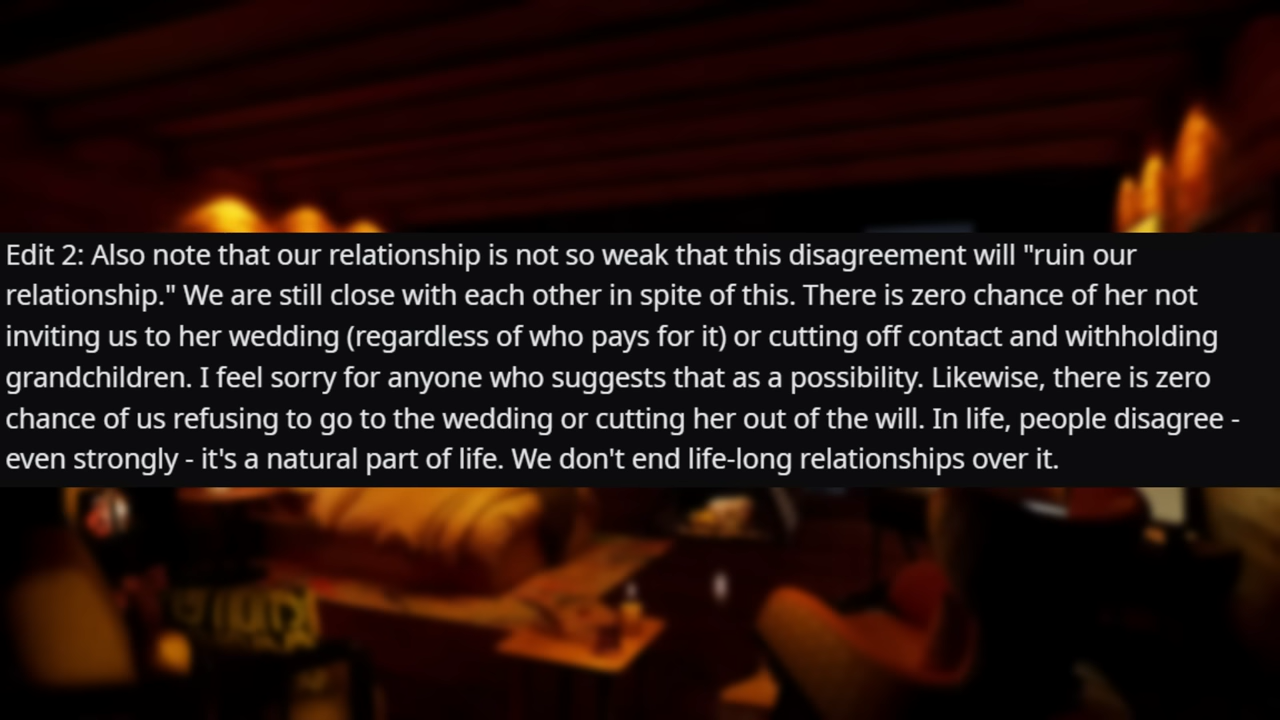 Edit 2: Also note that our relationship is not so weak that this disagreement will "ruin our
relationship." We are still close with each other in spite of this. There is zero chance of her not
inviting us to her wedding (regardless of who pays for it) or cutting off contact and withholding
grandchildren. I feel sorry for anyone who suggests that as a possibility. Likewise, there is zero
chance of us refusing to go to the wedding or cutting her out of the will. In life, people disagree -
even strongly - it's a natural part of life. We don't end life-long relationships over it.